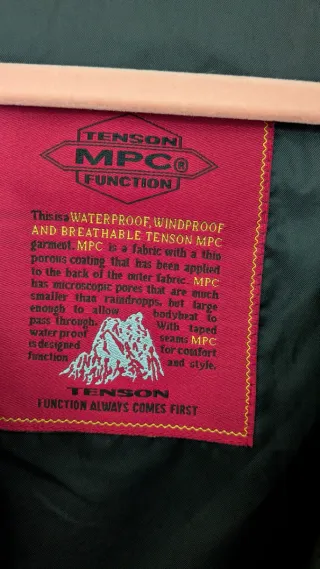 TENSON
MPC®
FUNCTION
This is a WATERPROOF, WINDPROOF
AND BREATHABLE TENSON MPC
garment. MPC is a fabric with a thin
porous coating that has been applied
to the back of the outer fabric. MPC
has microscopic pores that are much
smaller than raindropps, but large
enough to allow bodyheat to
pass through. With taped
water proof seams MPC
is designed for comfort
function and style.
TENSON
FUNCTION ALWAYS COMES FIRST